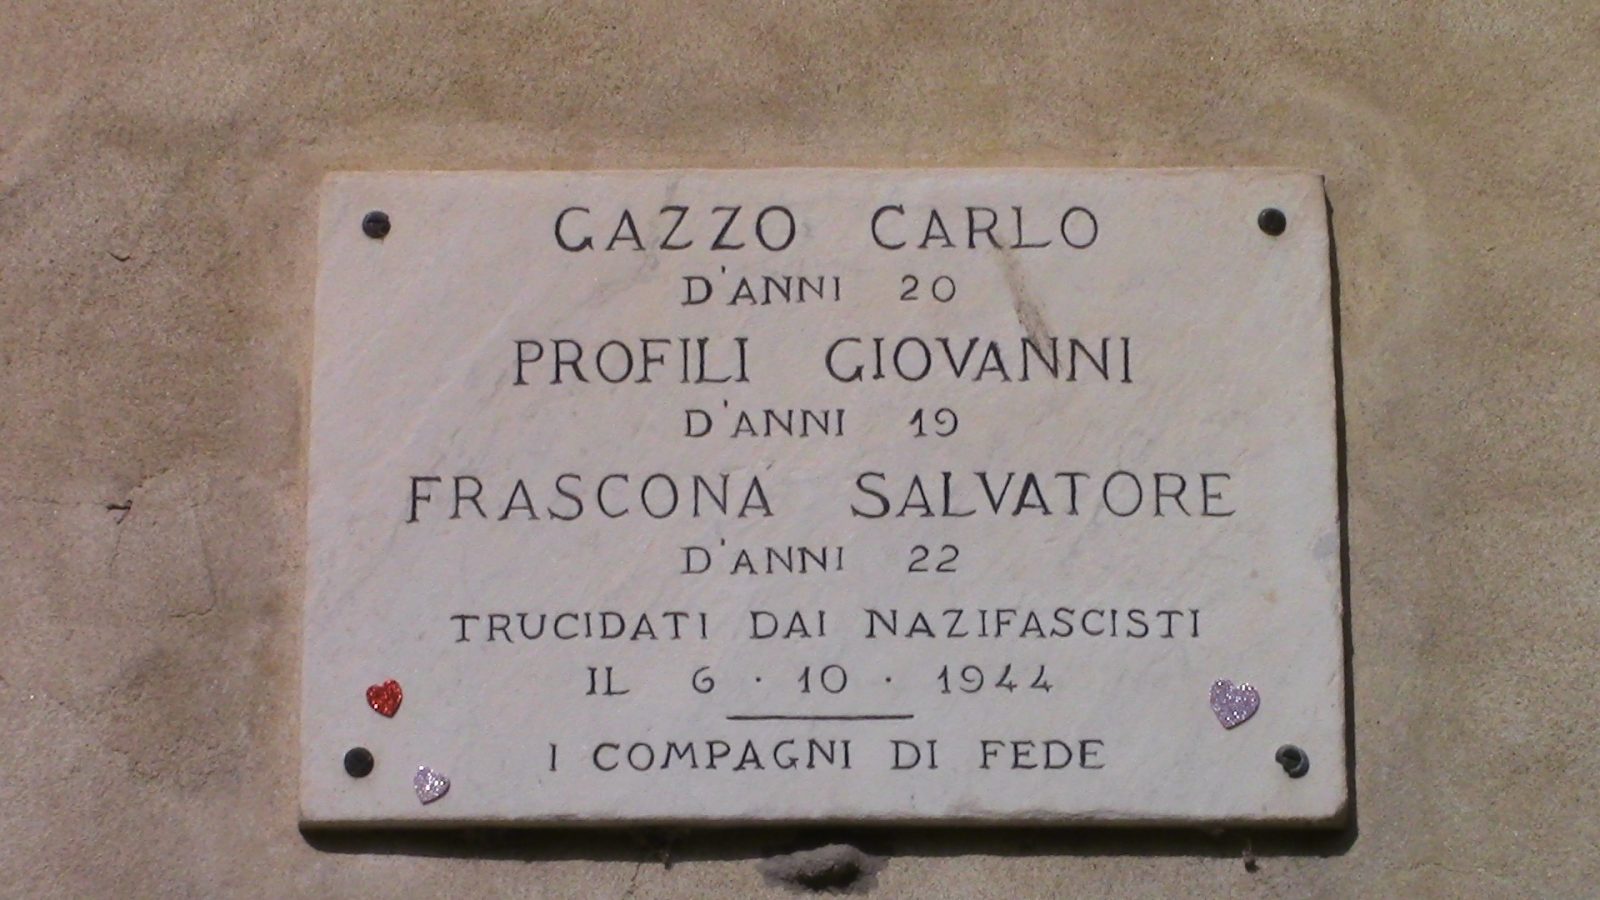 GAZZO CARLO
D'ANNI 20
PROFILI GIOVANNI
D'ANNI 19
FRASCONÀ SALVATORE
D'ANNI 22
TRUCIDATI DAI NAZIFASCISTI
IL 6 · 10 · 1944
I COMPAGNI DI FEDE